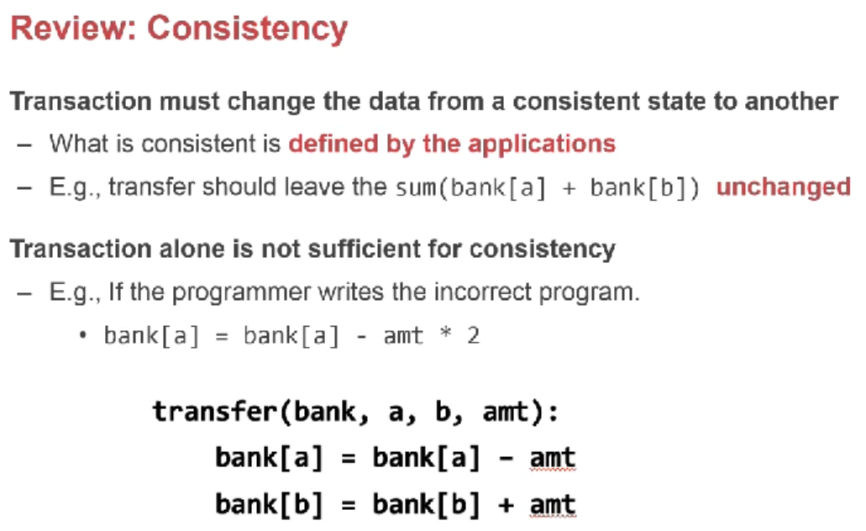 Review: Consistency
Transaction must change the data from a consistent state to another
– What is consistent is defined by the applications
– E.g., transfer should leave the sum(bank[a] + bank[b]) unchanged
Transaction alone is not sufficient for consistency
– E.g., If the programmer writes the incorrect program.
• bank[a] = bank[a] - amt * 2
transfer(bank, a, b, amt):
bank[a] = bank[a] - amt
bank[b] = bank[b] + amt